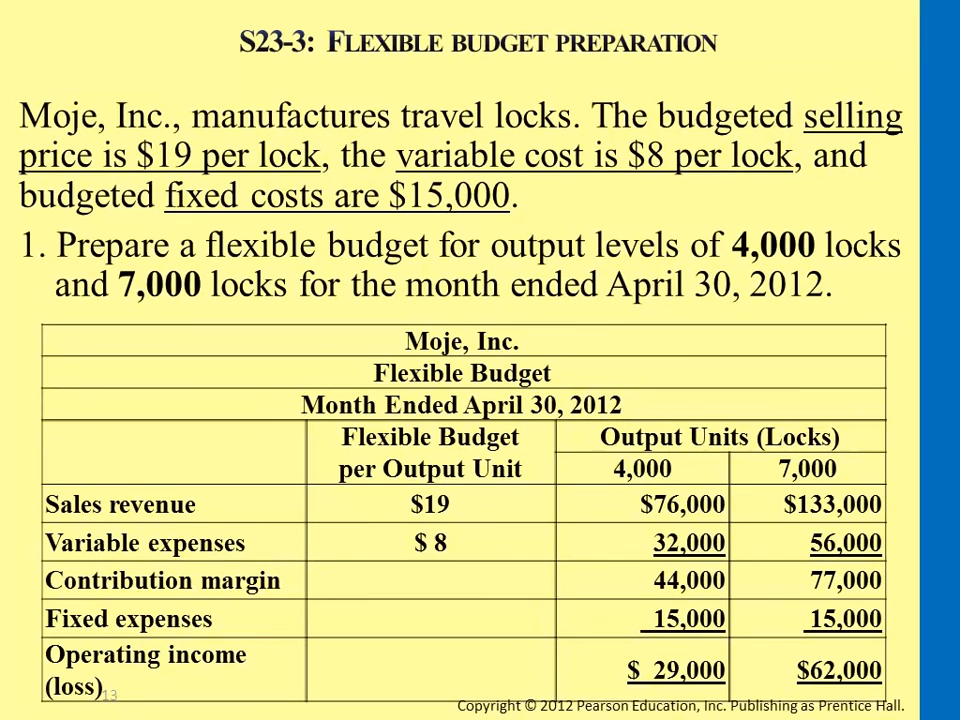 S23-3: FLEXIBLE BUDGET PREPARATION
Moje, Inc., manufactures travel locks. The budgeted selling
price is $19 per lock, the variable cost is $8 per lock, and
budgeted fixed costs are $15,000.
1. Prepare a flexible budget for output levels of 4,000 locks
and 7,000 locks for the month ended April 30, 2012.
Moje, Inc.
Flexible Budget
Month Ended April 30, 2012
Flexible Budget Output Units (Locks)
per Output Unit 4,000 7,000
Sales revenue $19 $76,000 $133,000
Variable expenses $ 8 32,000 56,000
Contribution margin 44,000 77,000
Fixed expenses 15,000 15,000
Operating income
(loss) $ 29,000 $62,000
13
Copyright © 2012 Pearson Education, Inc. Publishing as Prentice Hall.